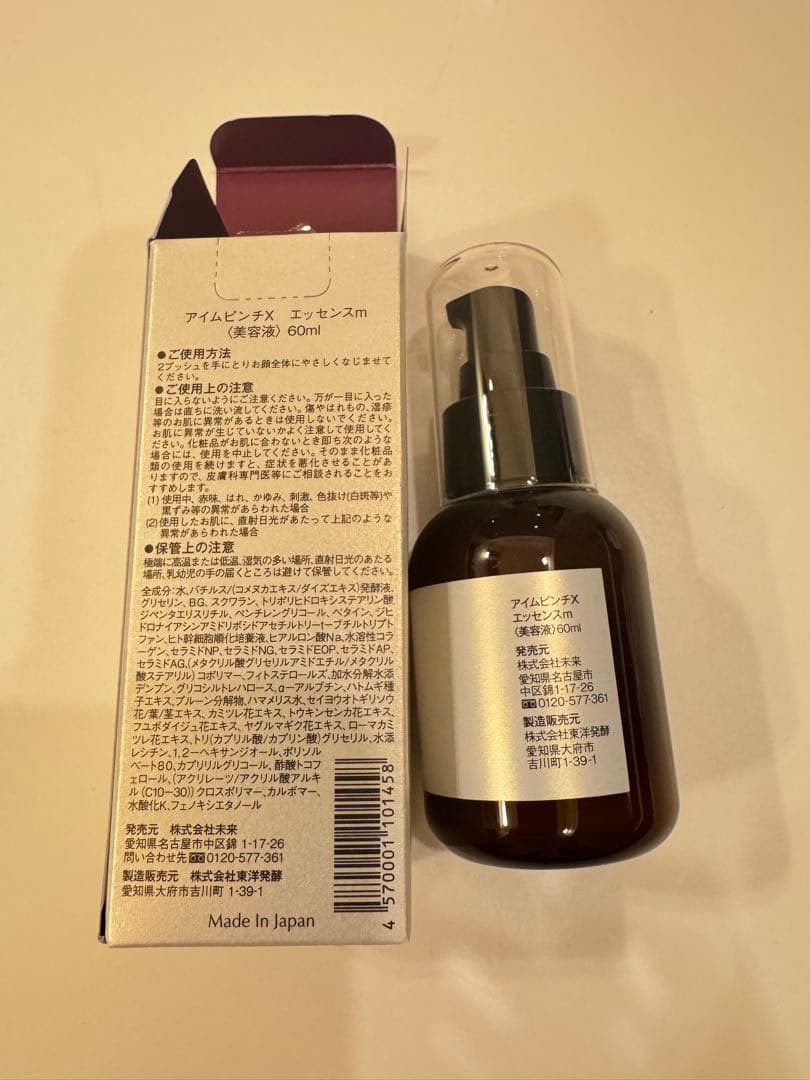 アイムピンチX エッセンスm
〈美容液〉60ml
●ご使用方法
2プッシュを手にとりお顔全体にやさしくなじませて
ください。
●ご使用上の注意
目に入らないようにご注意ください。万が一目に入った
場合は直ちに洗い流してください。傷やはれもの、湿疹
等のお肌に異常があるときは使用しないでください。
お肌に異常が生じていないかよく注意して使用してく
ださい。化粧品がお肌に合わないとき即ち次のような
場合には、使用を中止してください。そのまま化粧品
類の使用を続けますと、症状を悪化させることがあ
りますので、皮膚科専門医等にご相談されることをお
すすめします。
(1)使用中、赤味、はれ、かゆみ、刺激、色抜け(白斑等)や
黒ずみ等の異常があらわれた場合
(2)使用したお肌に、直射日光があたって上記のような
異常があらわれた場合
●保管上の注意
極端に高温または低温、湿気の多い場所、直射日光のあたる
場所、乳幼児の手の届くところは避けて保管してください。
全成分:水、バチルス/(コメヌカエキス/ダイズエキス)発酵液、
グリセリン、BG、スクワラン、トリポリヒドロキシステアリン酸
ジペンタエリスリチル、ペンチレングリコール、ベタイン、ジヒ
ドロナイアシンアミドリボシドアセチルトリーtーブチルトリプト
ファン、ヒト幹細胞順化培養液、ヒアルロン酸Na、水溶性コラ
ーゲン、セラミドNP、セラミドNG、セラミドEOP、セラミドAP、
セラミドAG、(メタクリル酸グリセリルアミドエチル/メタクリル
酸ステアリル)コポリマー、フィトステロールズ、加水分解水添
デンプン、グリコシルトレハロース、α-アルブチン、ハトムギ種
子エキス、プルーン分解物、ハマメリス水、セイヨウオトギリソウ
花/葉/茎エキス、カミツレ花エキス、トウキンセンカ花エキス、
フユボダイジュ花エキス、ヤグルマギク花エキス、ローマカミ
ツレ花エキス、トリ(カプリル酸/カプリン酸)グリセリル、水添
レシチン、1,2-ヘキサンジオール、ポリソル
ベート80、カプリリルグリコール、酢酸トコフ
ェロール、(アクリレーツ/アクリル酸アルキ
ル(C10-30))クロスポリマー、カルボマー、
水酸化K、フェノキシエタノール
発売元 株式会社未来
愛知県名古屋市中区錦 1-17-26
問い合わせ先 0120-577-361
製造販売元 株式会社東洋発酵
愛知県大府市吉川町 1-39-1
Made In Japan
4 570001 101458
アイムピンチX
エッセンスm
〈美容液〉60ml
発売元
株式会社未来
愛知県名古屋市
中区錦1-17-26
0120-577-361
製造販売元
株式会社東洋発酵
愛知県大府市
吉川町1-39-1